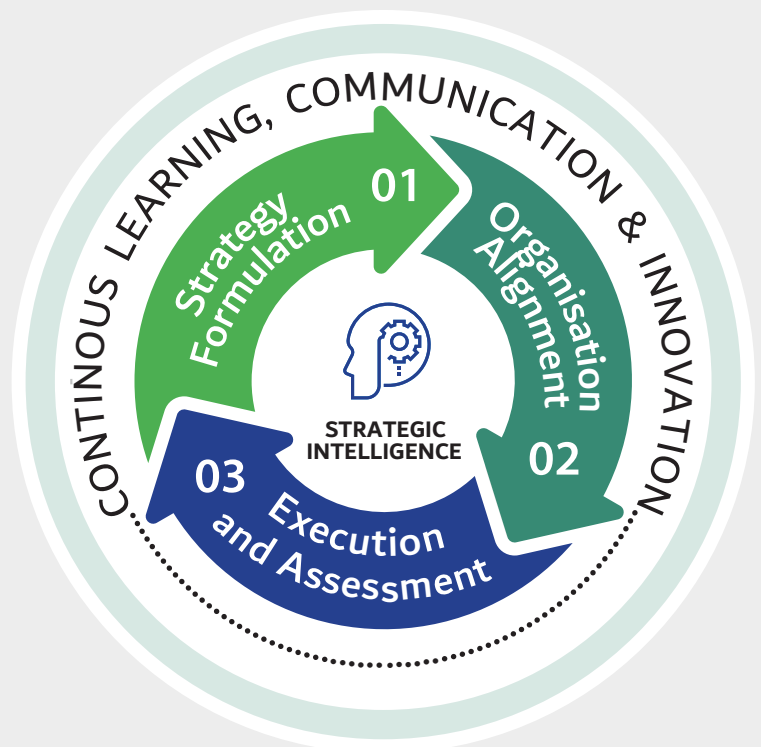 CONTINOUS LEARNING, COMMUNICATION & INNOVATION
01
Strategy
Formulation
Organisation
Alignment
02
03
Execution
and Assessment
STRATEGIC
INTELLIGENCE